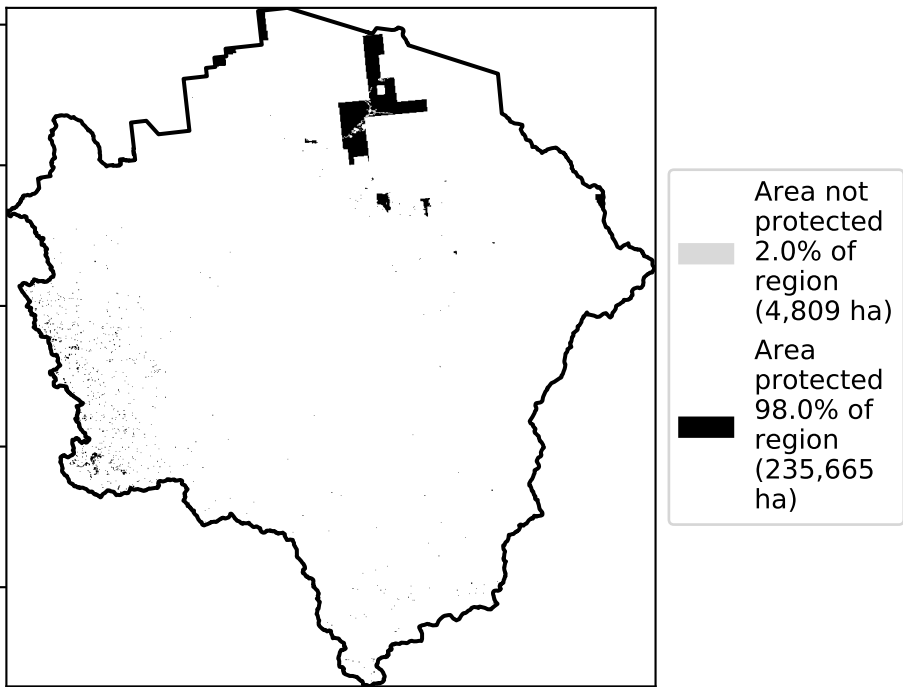 Area not
protected
2.0% of
region
(4,809 ha)
Area
protected
98.0% of
region
(235,665
ha)